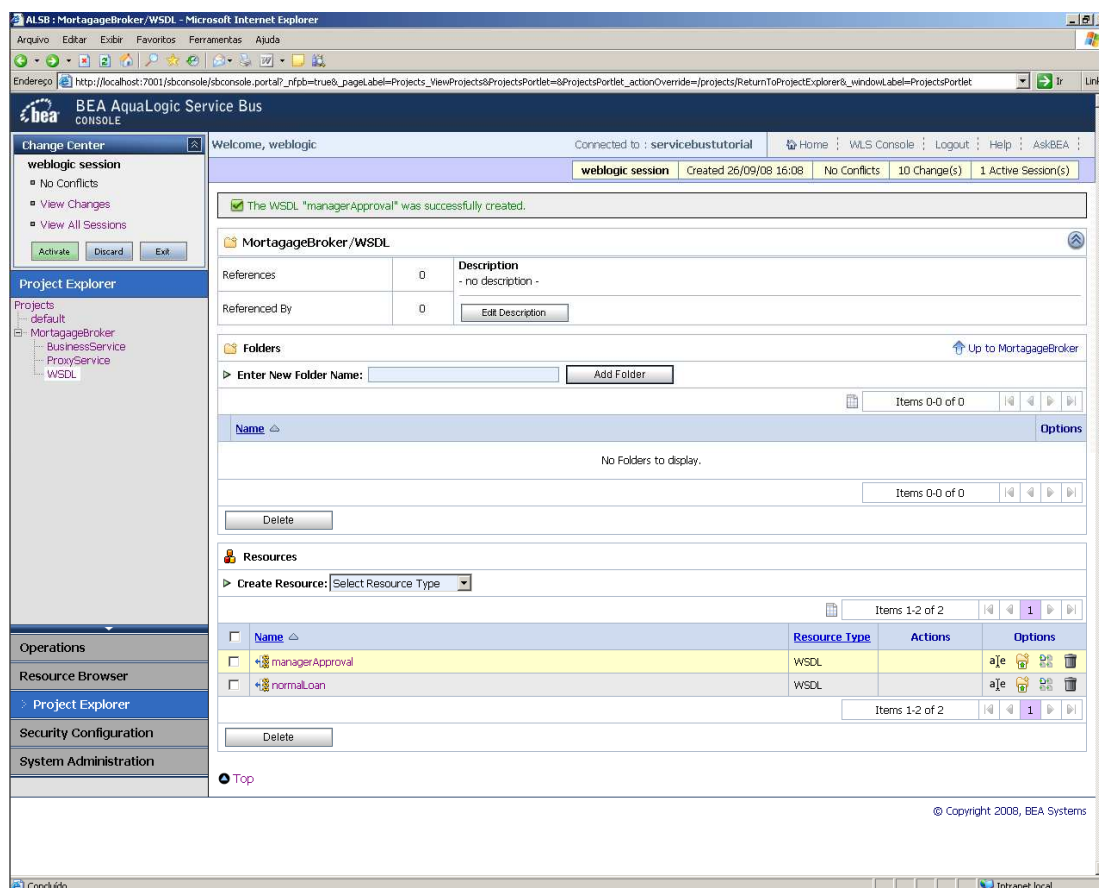 ALSB : MortagageBroker/WSDL - Microsoft Internet Explorer
Arquivo Editar Exibir Favoritos Ferramentas Ajuda
Endereço http://localhost:7001/sbconsole/sbconsole.portal?_nfpb=true&_pageLabel=Projects_ViewProjects&ProjectsPortlet=&ProjectsPortlet_actionOverride=/projects/ReturnToProjectExplorer&_windowLabel=ProjectsPortlet Ir Link
bea BEA AquaLogic Service Bus
CONSOLE
Change Center
Welcome, weblogic Connected to : servicebustutorial Home WLS Console Logout Help AskBEA
weblogic session
weblogic session Created 26/09/08 16:08 No Conflicts 10 Change(s) 1 Active Session(s)
No Conflicts
View Changes
View All Sessions
Activate Discard Exit
The WSDL "managerApproval" was successfully created.
Project Explorer
Projects
default
MortagageBroker
BusinessService
ProxyService
WSDL
MortagageBroker/WSDL
References 0
Description
- no description -
Referenced By 0
Edit Description
Folders Up to MortagageBroker
Enter New Folder Name: Add Folder
Items 0-0 of 0
Name Options
No Folders to display.
Items 0-0 of 0
Delete
Resources
Create Resource: Select Resource Type
Items 1-2 of 2 1
Name Resource Type Actions Options
managerApproval WSDL a e
normalLoan WSDL a e
Items 1-2 of 2 1
Delete
Operations
Resource Browser
Project Explorer
Security Configuration
System Administration
Top
© Copyright 2008, BEA Systems
Concluído Intranet local